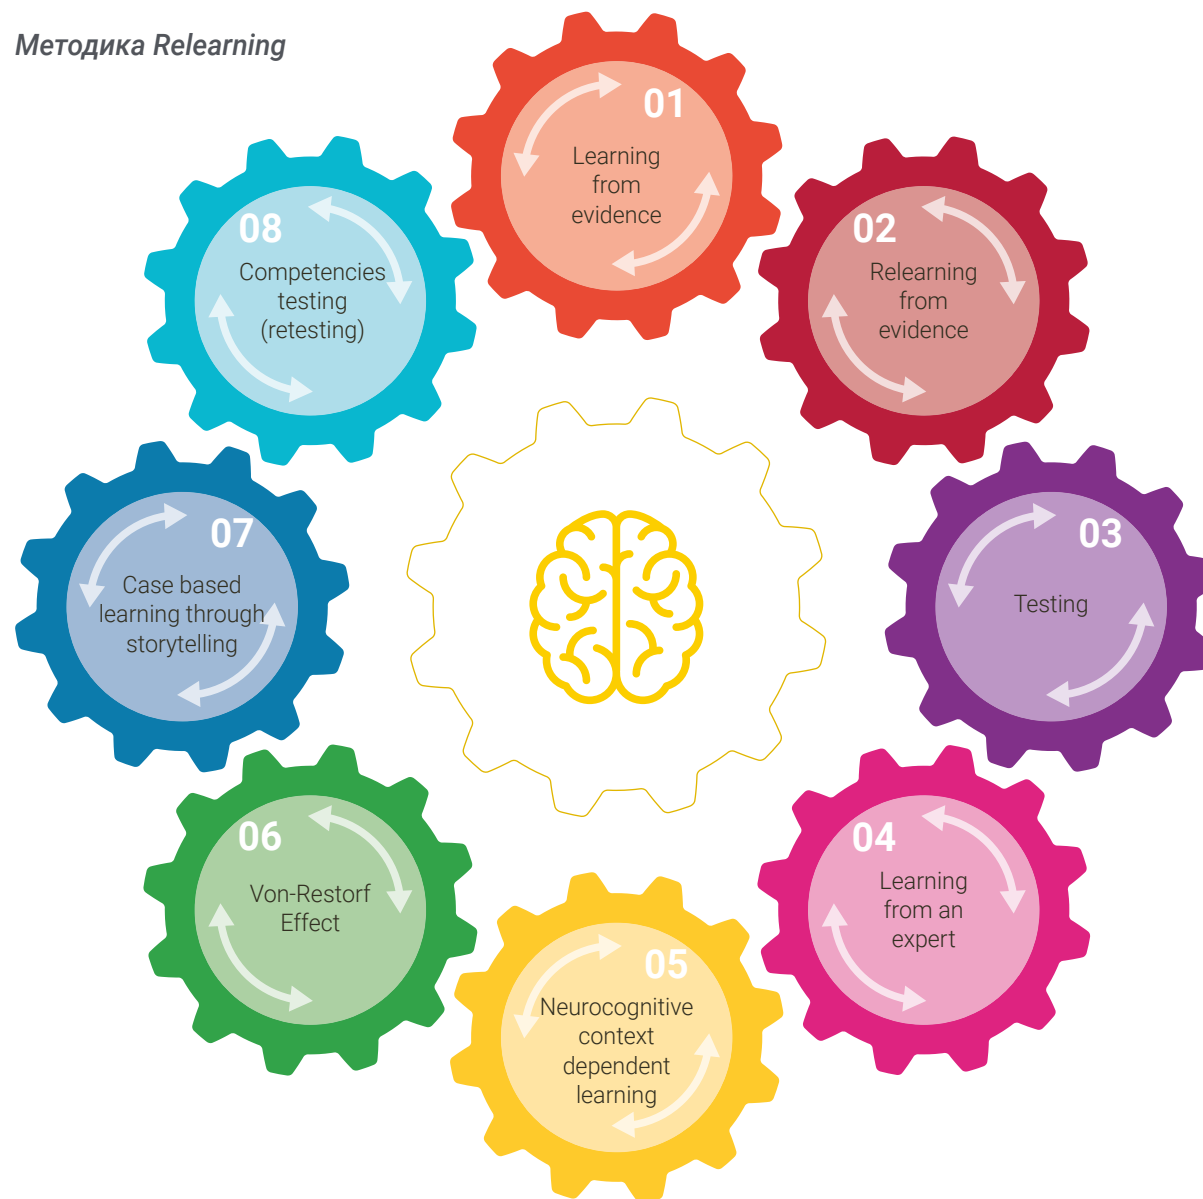 Методика Relearning
01
Learning
from
evidence
02
Relearning
from
evidence
03
Testing
04
Learning
from an
expert
05
Neurocognitive
context
dependent
learning
06
Von-Restorf
Effect
07
Case based
learning through
storytelling
08
Competencies
testing
(retesting)